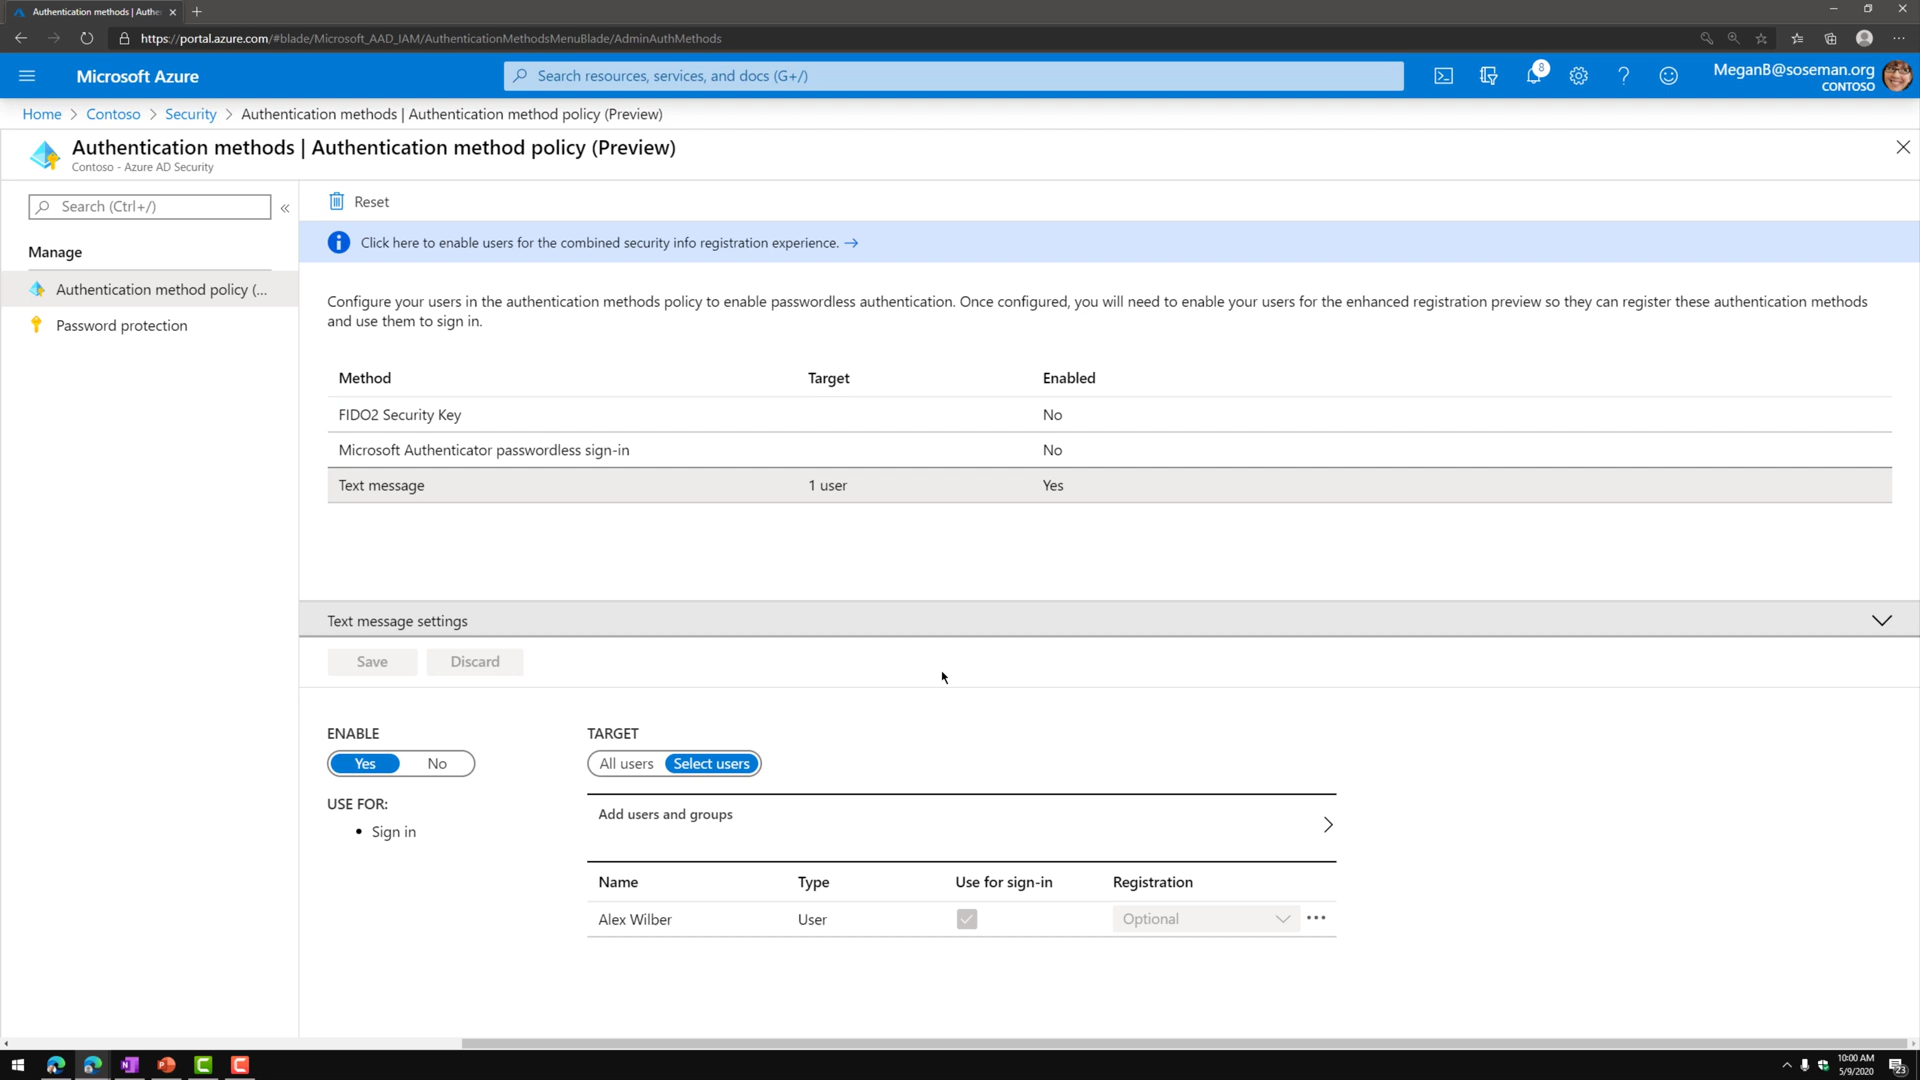 Authentication methods | Authe
https://portal.azure.com/#blade/Microsoft_AAD_IAM/AuthenticationMethodsMenuBlade/AdminAuthMethods
Microsoft Azure
Search resources, services, and docs (G+/)
8
MeganB@soseman.org
CONTOSO
Home > Contoso > Security > Authentication methods | Authentication method policy (Preview)
Authentication methods | Authentication method policy (Preview)
Contoso - Azure AD Security
Search (Ctrl+/)
«
Manage
Authentication method policy (...
Password protection
Reset
Click here to enable users for the combined security info registration experience. →
Configure your users in the authentication methods policy to enable passwordless authentication. Once configured, you will need to enable your users for the enhanced registration preview so they can register these authentication methods
and use them to sign in.
Method Target Enabled
FIDO2 Security Key No
Microsoft Authenticator passwordless sign-in No
Text message 1 user Yes
Text message settings
Save Discard
ENABLE
Yes No
USE FOR:
• Sign in
TARGET
All users Select users
Add users and groups
Name Type Use for sign-in Registration
Alex Wilber User Optional
10:00 AM
5/9/2020
23